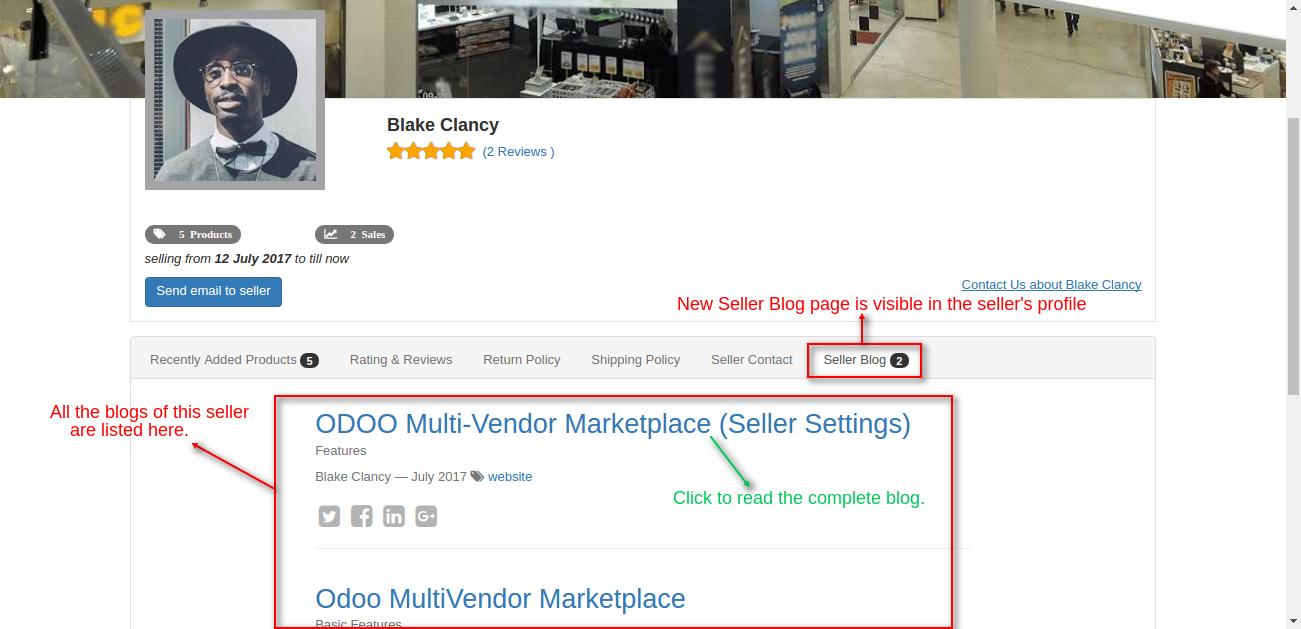 Blake Clancy
(2 Reviews )
5 Products
2 Sales
selling from 12 July 2017 to till now
Send email to seller
Contact Us about Blake Clancy
New Seller Blog page is visible in the seller's profile
Recently Added Products 5
Rating & Reviews
Return Policy
Shipping Policy
Seller Contact
Seller Blog 2
All the blogs of this seller
are listed here.
ODOO Multi-Vendor Marketplace (Seller Settings)
Features
Blake Clancy — July 2017 website
Click to read the complete blog.
Odoo MultiVendor Marketplace
Basic Features